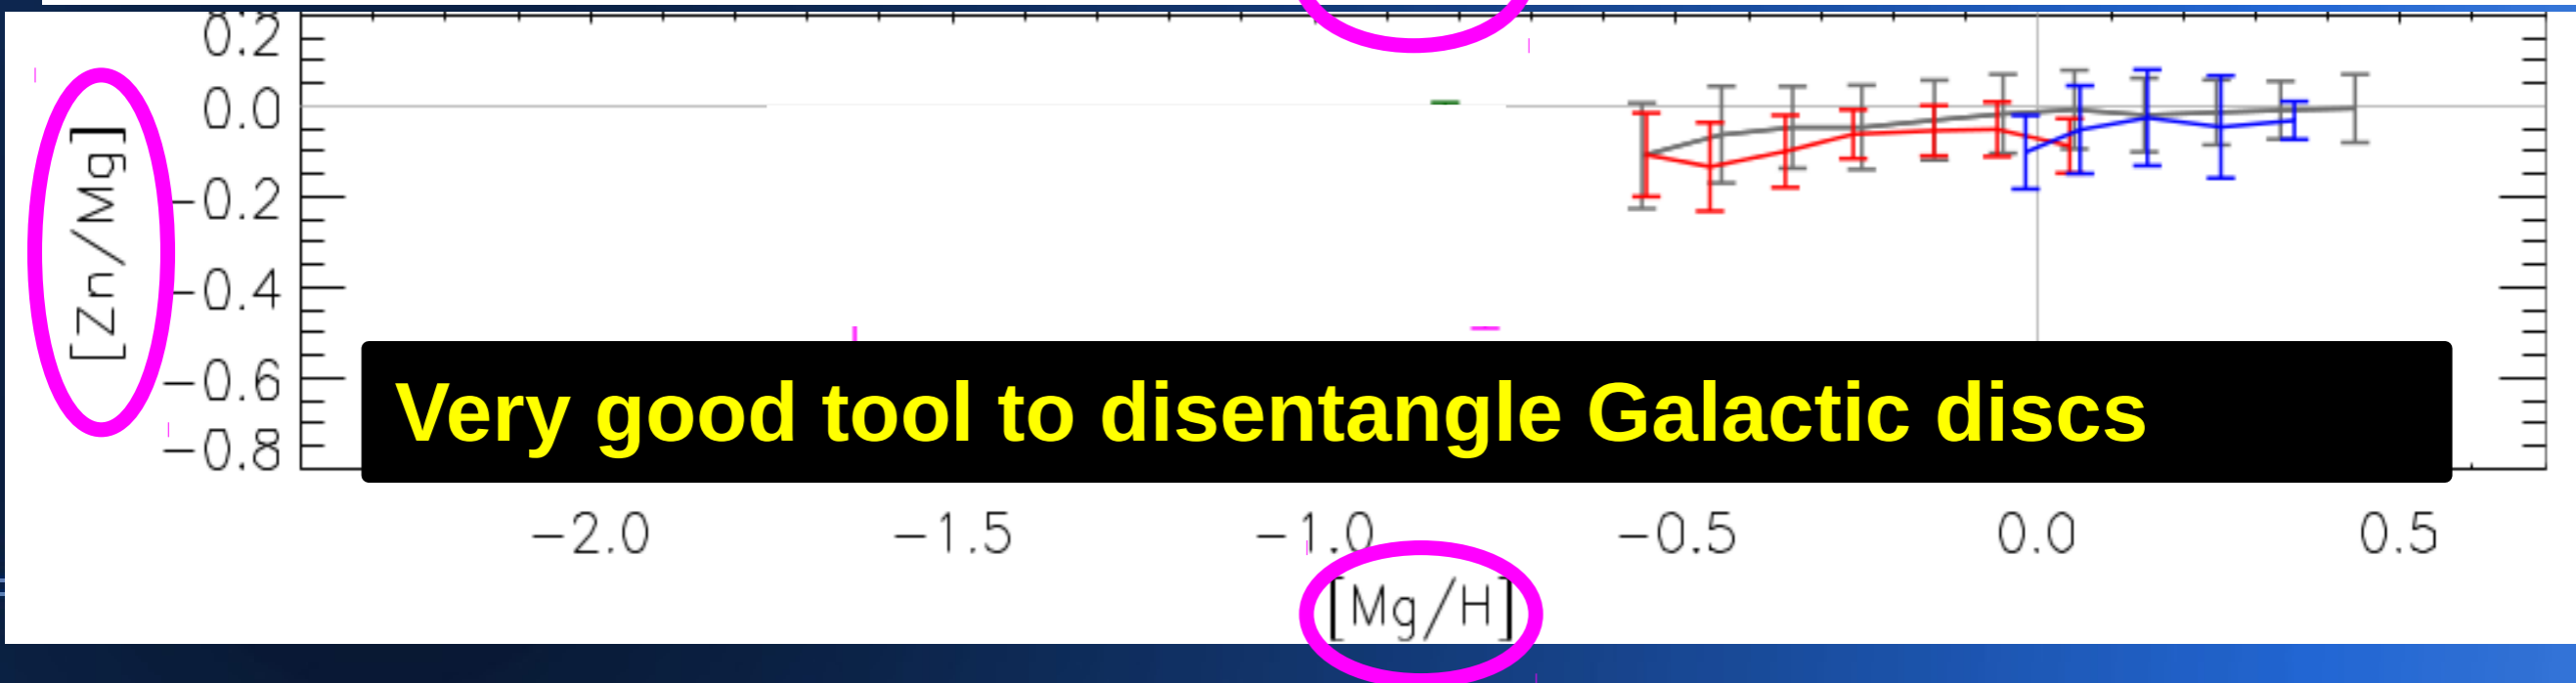 0.2
0.0
−0.2
−0.4
−0.6
−0.8
[Zn/Mg]
Very good tool to disentangle Galactic discs
−2.0 −1.5 −1.0 −0.5 0.0 0.5
[Mg/H]